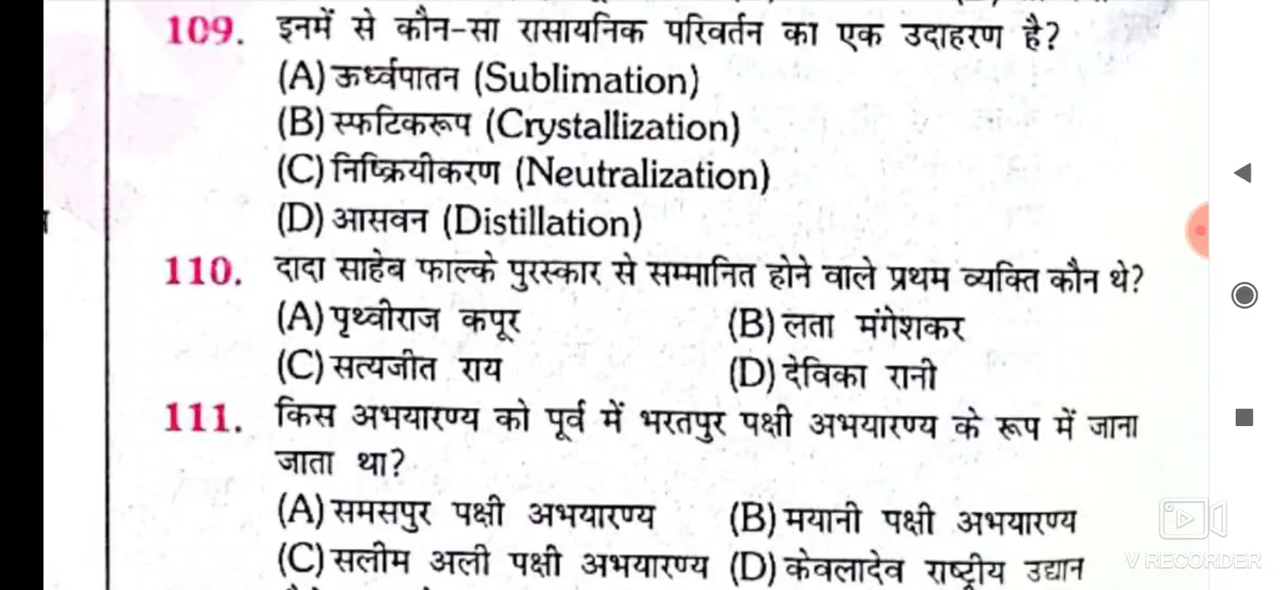 109. इनमें से कौन-सा रासायनिक परिवर्तन का एक उदाहरण है?
(A) ऊर्ध्वपातन (Sublimation)
(B) स्फटिकरूप (Crystallization)
(C) निष्क्रियीकरण (Neutralization)
(D) आसवन (Distillation)
110. दादा साहेब फाल्के पुरस्कार से सम्मानित होने वाले प्रथम व्यक्ति कौन थे?
(A) पृथ्वीराज कपूर (B) लता मंगेशकर
(C) सत्यजीत राय (D) देविका रानी
111. किस अभयारण्य को पूर्व में भरतपुर पक्षी अभयारण्य के रूप में जाना
जाता था?
(A) समसपुर पक्षी अभयारण्य (B) मयानी पक्षी अभयारण्य
(C) सलीम अली पक्षी अभयारण्य (D) केवलादेव राष्ट्रीय उद्यान
V RECORDER